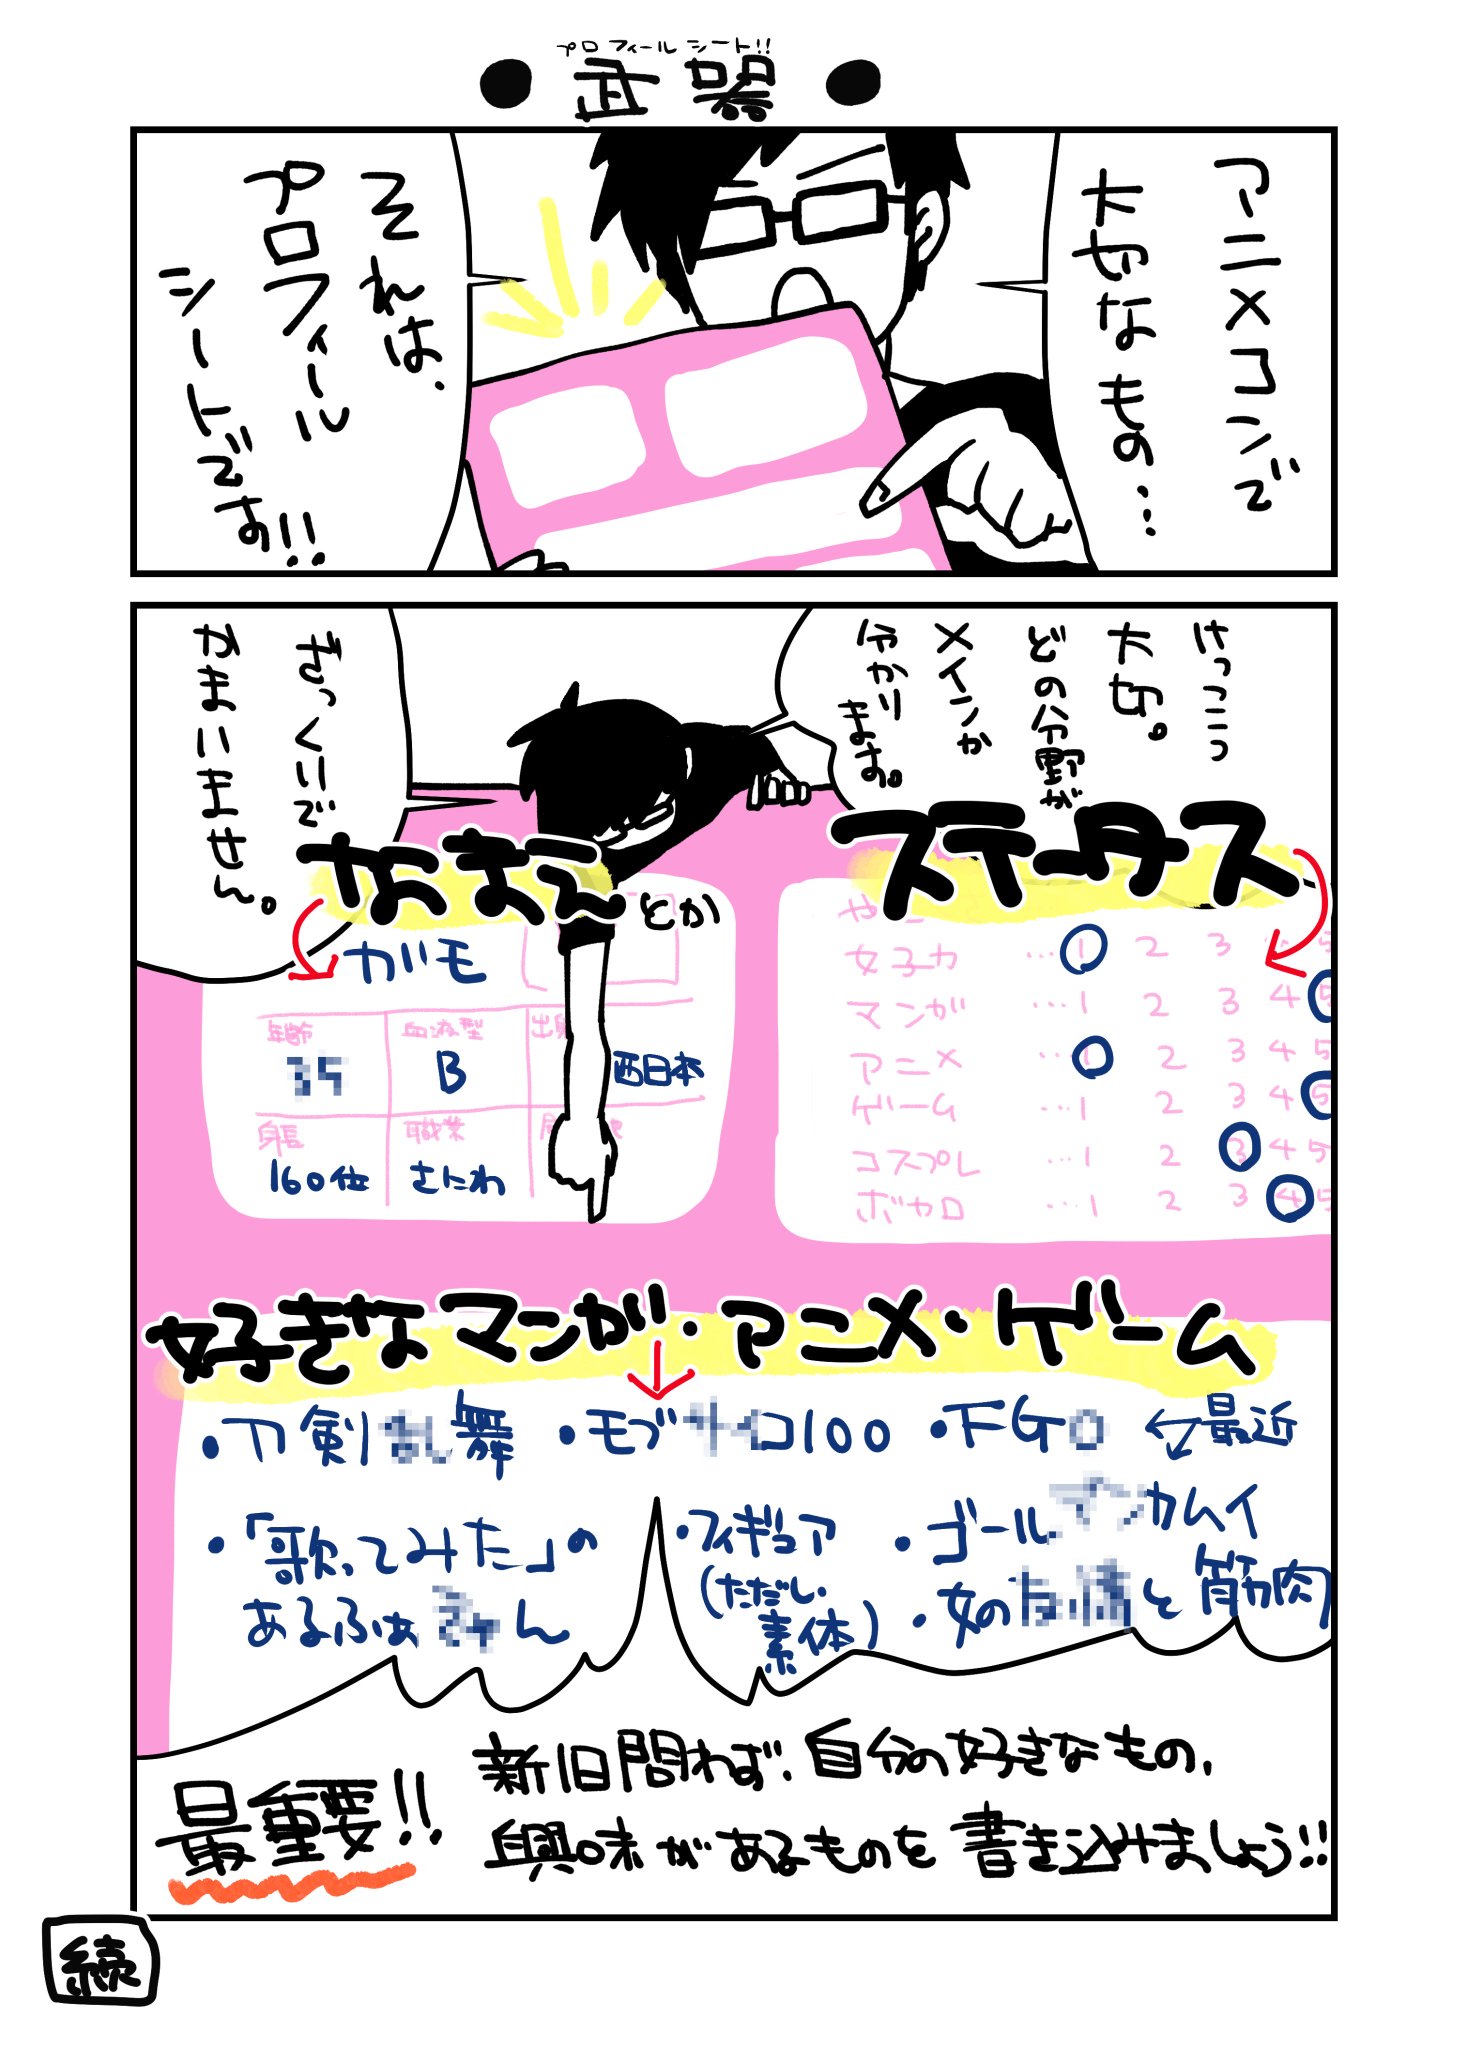 プロフィールシート!!
●武器●
アニメコンで
大切なもの…
それは、
プロフィール
シートです!!
けっこう
大切。
どの分野が
メインか
分かり
ます。
ざっくりで
かまいません。
なまえとか
ガモ
年齢
血液型
B
西日本
身長
160位
職業
さにわ
ステータス
女子力 …1 2 3 5
マンガ …1 2 3 4 5
アニメ …1 2 3 4 5
ゲーム …1 2 3 4 5
コスプレ …1 2 3 4 5
ボカロ …1 2 3 4 5
好きなマンガ・アニメ・ゲーム
・刀剣乱舞 ・モブサイコ100 ・FGO ←最近
・「歌ってみた」の
あるふぁきゅん
・フィギュア
(ただし
素体)
・ゴールデンカムイ
・女のと筋肉
最重要!!
新旧問わず、自分の好きなもの、
興味があるものを書き込みましょう!!
続